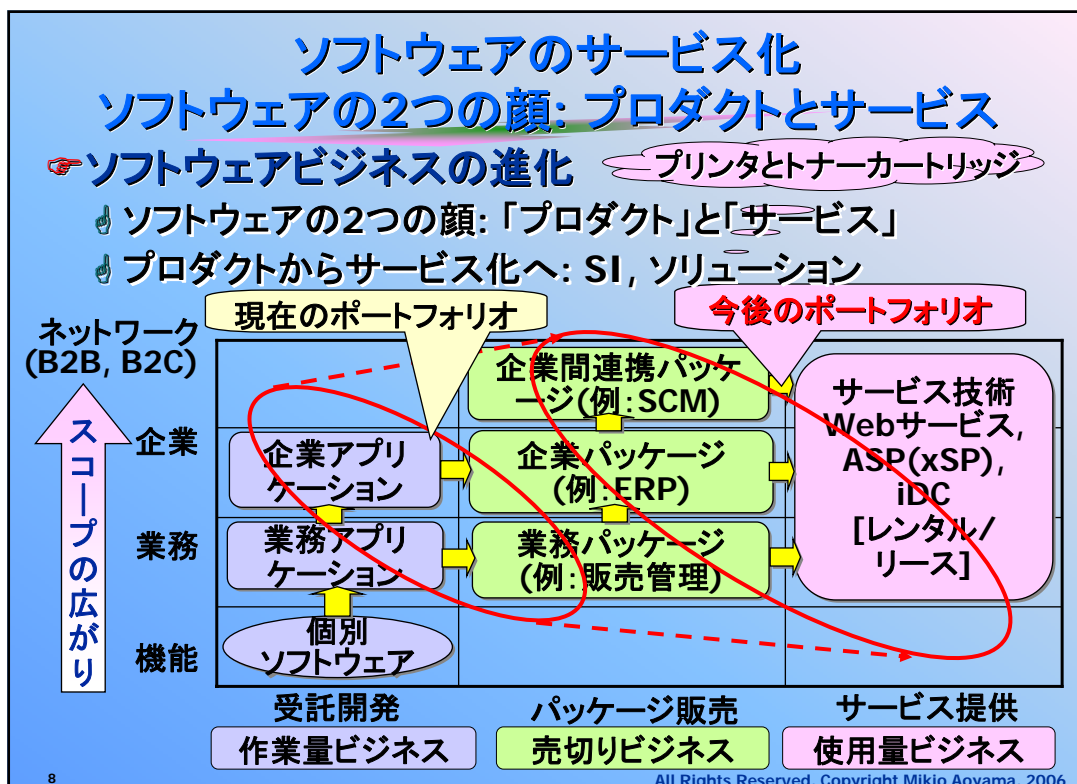 ソフトウェアのサービス化
ソフトウェアの2つの顔: プロダクトとサービス
ソフトウェアビジネスの進化
プリンタとトナーカートリッジ
ソフトウェアの2つの顔: 「プロダクト」と「サービス」
プロダクトからサービス化へ: SI, ソリューション
現在のポートフォリオ
今後のポートフォリオ
ネットワーク
(B2B, B2C)
企業
業務
機能
スコープの広がり
企業間連携パッケ
ージ(例:SCM)
企業アプリ
ケーション
企業パッケージ
(例:ERP)
業務アプリ
ケーション
業務パッケージ
(例:販売管理)
個別
ソフトウェア
サービス技術
Webサービス,
ASP(xSP),
iDC
[レンタル/
リース]
受託開発
パッケージ販売
サービス提供
作業量ビジネス
売切りビジネス
使用量ビジネス
8
All Rights Reserved, Copyright Mikio Aoyama, 2006